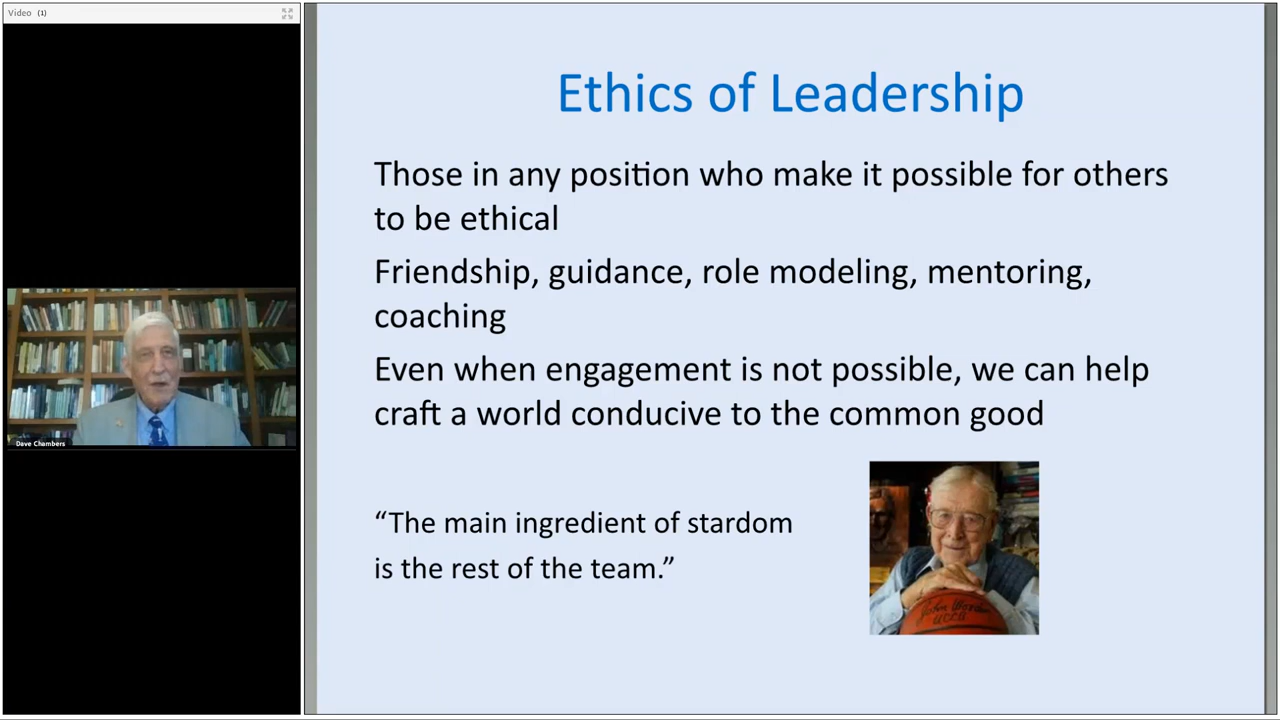 Video (1)
Ethics of Leadership
Those in any position who make it possible for others
to be ethical
Friendship, guidance, role modeling, mentoring,
coaching
Even when engagement is not possible, we can help
craft a world conducive to the common good
“The main ingredient of stardom
is the rest of the team.”
John Wooden
Dave Chambers